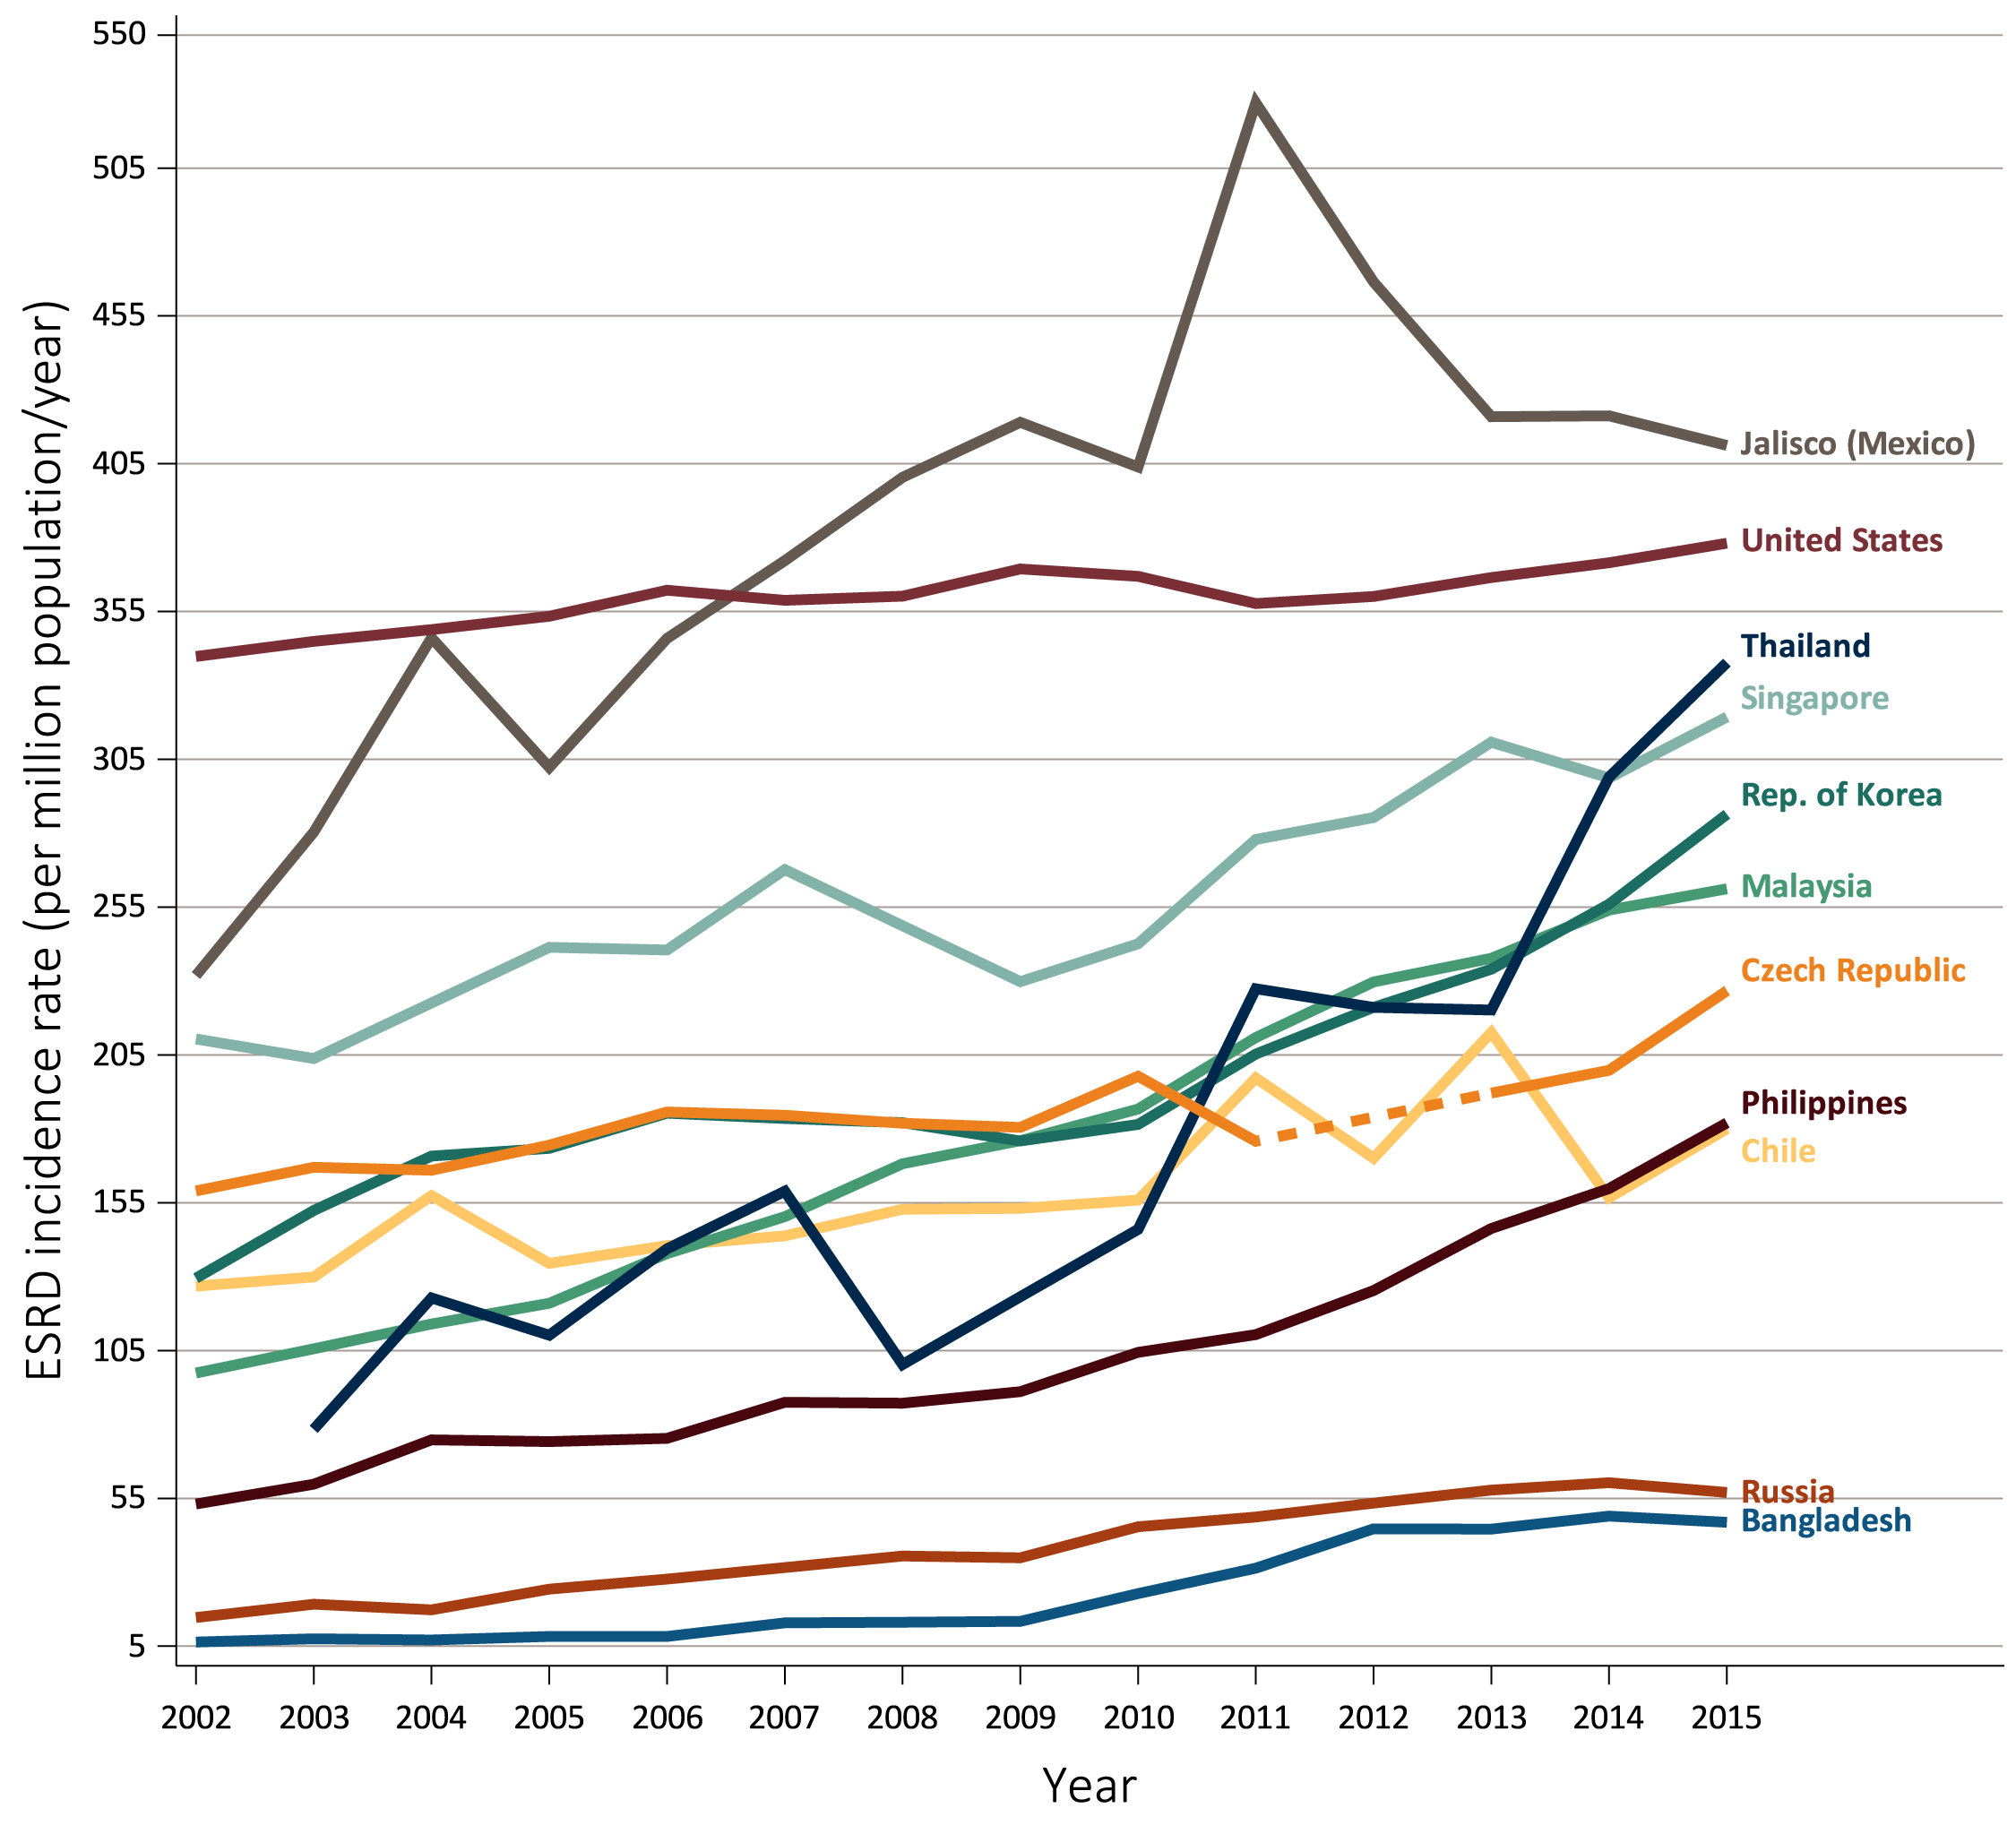 550
505
455
405
355
305
255
205
155
105
55
5
ESRD incidence rate (per million population/year)
Jalisco (Mexico)
United States
Thailand
Singapore
Rep. of Korea
Malaysia
Czech Republic
Philippines
Chile
Russia
Bangladesh
2002 2003 2004 2005 2006 2007 2008 2009 2010 2011 2012 2013 2014 2015
Year